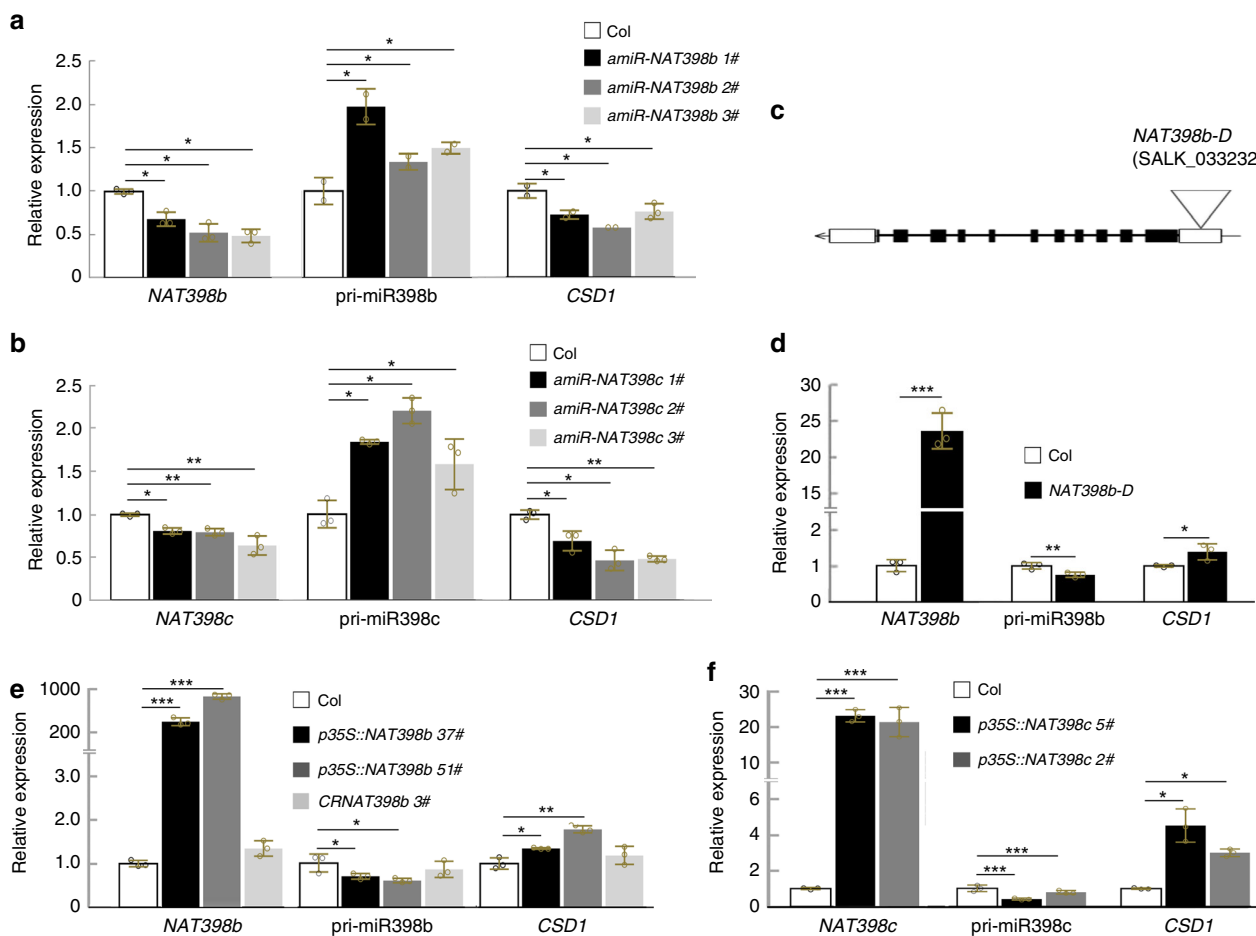 a
Col
amiR-NAT398b 1#
amiR-NAT398b 2#
amiR-NAT398b 3#
Relative expression
2.5
2.0
1.5
1.0
0.5
0
* * *
* * *
* * *
NAT398b pri-miR398b CSD1
b
Col
amiR-NAT398c 1#
amiR-NAT398c 2#
amiR-NAT398c 3#
Relative expression
2.5
2.0
1.5
1.0
0.5
0
** ** *
* * *
** * *
NAT398c pri-miR398c CSD1
c
NAT398b-D
(SALK_033232
d
Col
NAT398b-D
Relative expression
30
25
20
15
2
1
0
*** ** *
NAT398b pri-miR398b CSD1
e
Col
p35S::NAT398b 37#
p35S::NAT398b 51#
CRNAT398b 3#
Relative expression
1000
200
3.0
2.0
1.0
0
*** ***
* *
** *
NAT398b pri-miR398b CSD1
f
Col
p35S::NAT398c 5#
p35S::NAT398c 2#
Relative expression
30
20
10
6
4
2
0
*** ***
*** ***
* *
NAT398c pri-miR398c CSD1